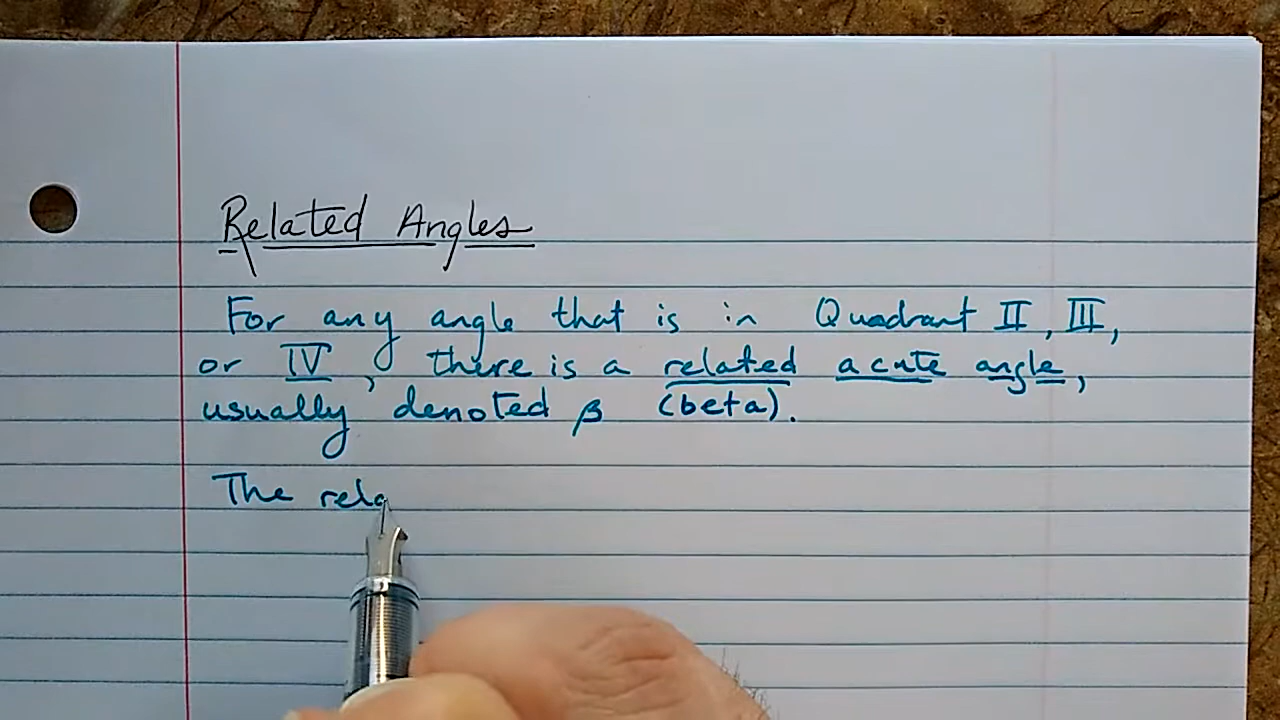 Related Angles
For any angle that is in Quadrant II, III,
or IV, there is a related acute angle,
usually denoted β (beta).
The rela